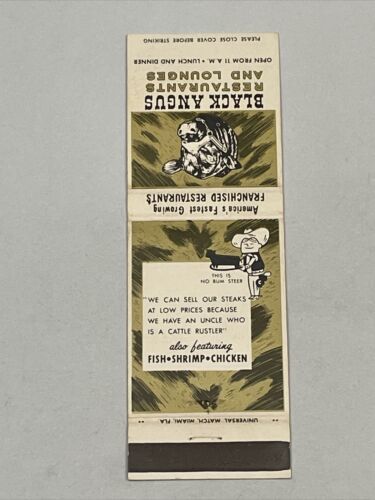 PLEASE CLOSE COVER BEFORE STRIKING
OPEN FROM 11 A.M. • LUNCH AND DINNER
BLACK ANGUS
RESTAURANTS
AND LOUNGES
America's Fastest Growing
FRANCHISED RESTAURANTS
THIS IS
NO BUM STEER
"WE CAN SELL OUR STEAKS
AT LOW PRICES BECAUSE
WE HAVE AN UNCLE WHO
IS A CATTLE RUSTLER"
also featuring
FISH • SHRIMP • CHICKEN
UNIVERSAL MATCH, MIAMI, FLA.